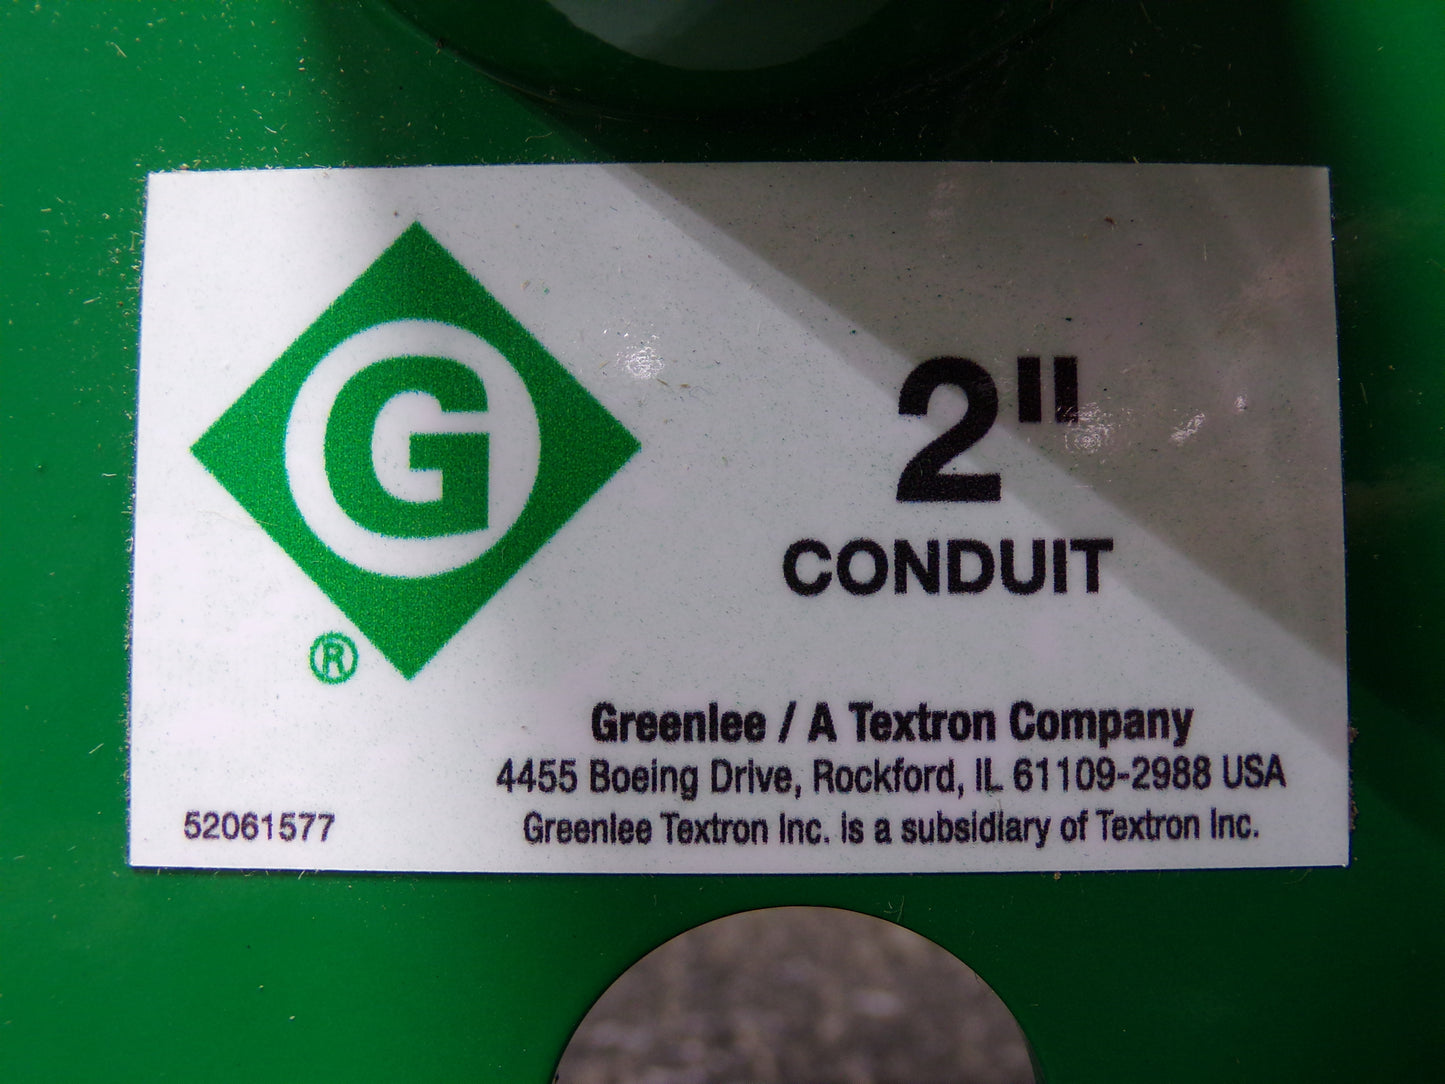 G
®
2"
CONDUIT
Greenlee / A Textron Company
4455 Boeing Drive, Rockford, IL 61109-2988 USA
Greenlee Textron Inc. is a subsidiary of Textron Inc.
52061577